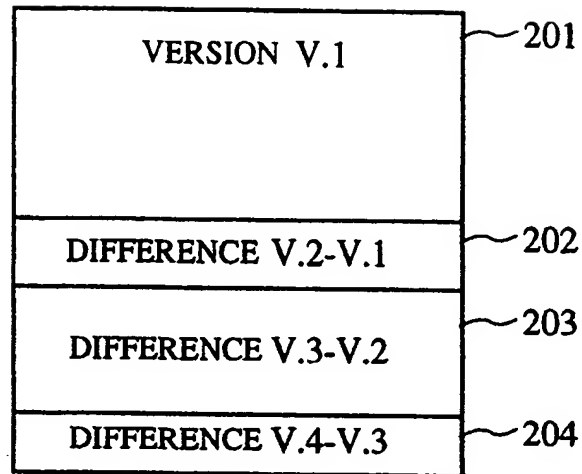 VERSION V.1
201
DIFFERENCE V.2-V.1
202
DIFFERENCE V.3-V.2
203
DIFFERENCE V.4-V.3
204